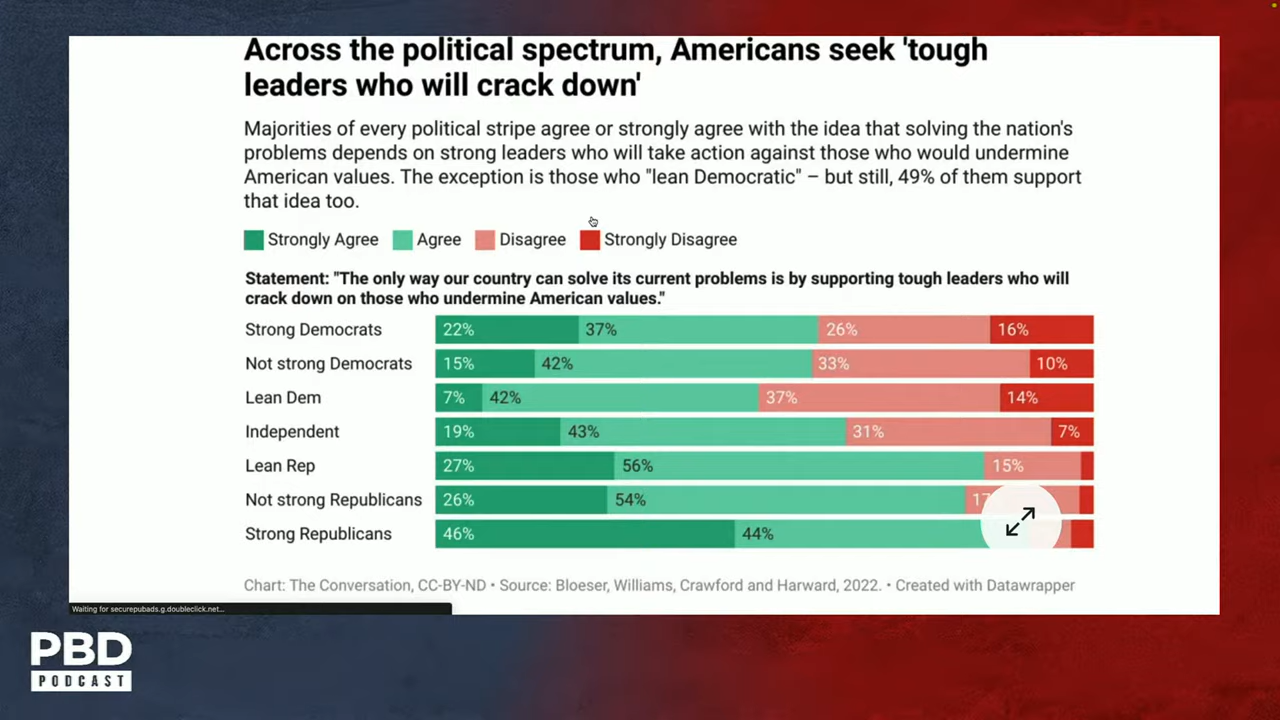 Across the political spectrum, Americans seek 'tough
leaders who will crack down'
Majorities of every political stripe agree or strongly agree with the idea that solving the nation's
problems depends on strong leaders who will take action against those who would undermine
American values. The exception is those who "lean Democratic" – but still, 49% of them support
that idea too.
Strongly Agree Agree Disagree Strongly Disagree
Statement: "The only way our country can solve its current problems is by supporting tough leaders who will
crack down on those who undermine American values."
Strong Democrats 22% 37% 26% 16%
Not strong Democrats 15% 42% 33% 10%
Lean Dem 7% 42% 37% 14%
Independent 19% 43% 31% 7%
Lean Rep 27% 56% 15%
Not strong Republicans 26% 54%
Strong Republicans 46% 44%
Chart: The Conversation, CC-BY-ND • Source: Bloeser, Williams, Crawford and Harward, 2022. • Created with Datawrapper
Waiting for securepubads.g.doubleclick.net...
PBD
PODCAST